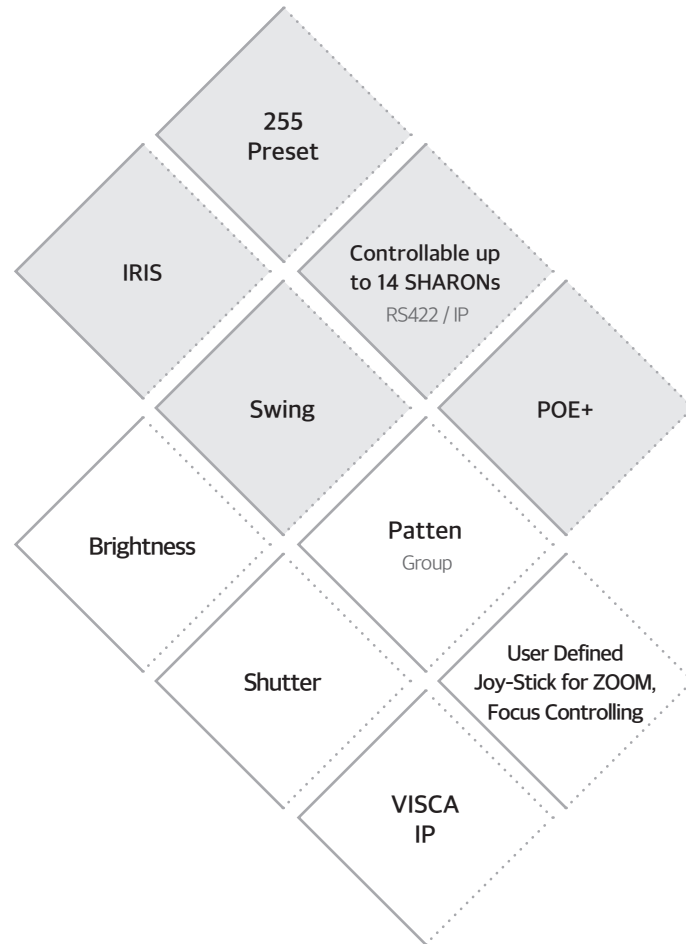 255
Preset
IRIS
Controllable up
to 14 SHARONs
RS422 / IP
Swing
POE+
Brightness
Patten
Group
Shutter
User Defined
Joy-Stick for ZOOM,
Focus Controlling
VISCA
IP